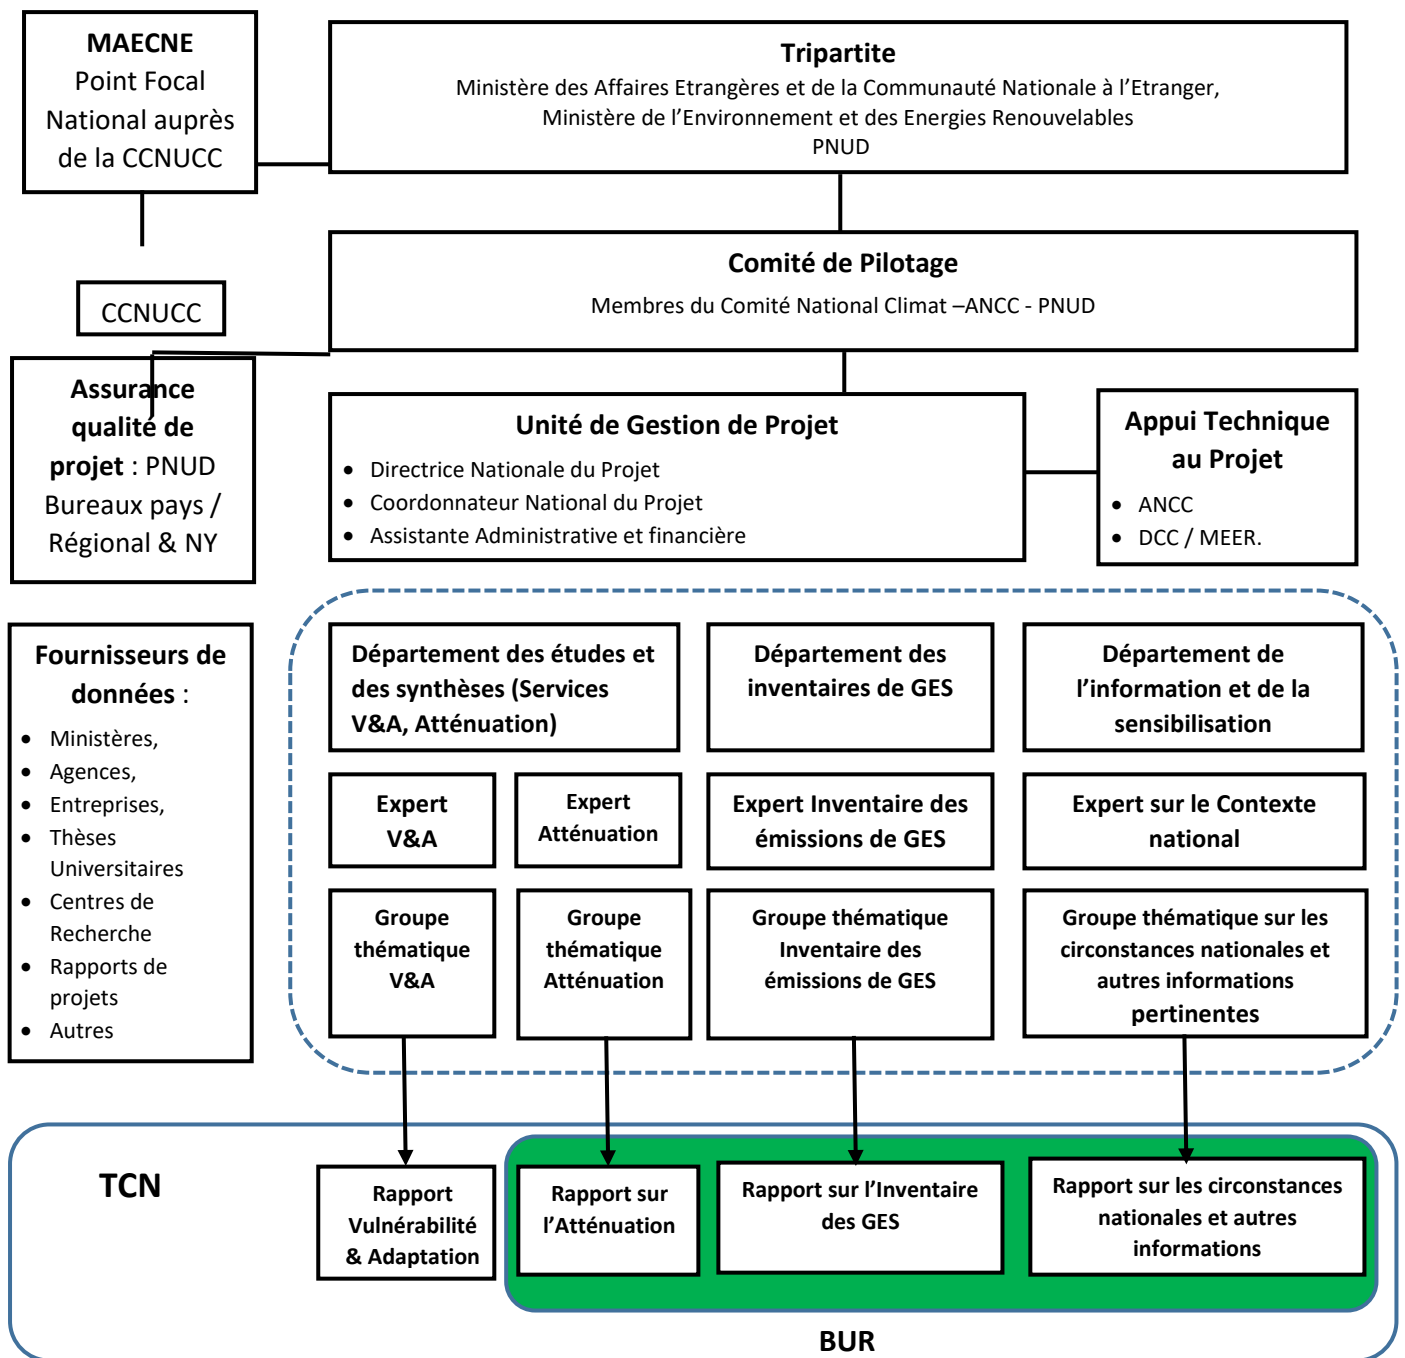 MAECNE
Point Focal
National auprès
de la CCNUCC
Tripartite
Ministère des Affaires Etrangères et de la Communauté Nationale à l’Etranger,
Ministère de l’Environnement et des Energies Renouvelables
PNUD
Comité de Pilotage
Membres du Comité National Climat –ANCC - PNUD
CCNUCC
Assurance
qualité de
projet : PNUD
Bureaux pays /
Régional & NY
Unité de Gestion de Projet
• Directrice Nationale du Projet
• Coordonnateur National du Projet
• Assistante Administrative et financière
Appui Technique
au Projet
• ANCC
• DCC / MEER.
Fournisseurs de
données :
• Ministères,
• Agences,
• Entreprises,
• Thèses
Universitaires
• Centres de
Recherche
• Rapports de
projets
• Autres
Département des études et
des synthèses (Services
V&A, Atténuation)
Département des
inventaires de GES
Département de
l’information et de la
sensibilisation
Expert
V&A
Expert
Atténuation
Expert Inventaire des
émissions de GES
Expert sur le Contexte
national
Groupe
thématique
V&A
Groupe
thématique
Atténuation
Groupe thématique
Inventaire des
émissions de GES
Groupe thématique sur les
circonstances nationales et
autres informations
pertinentes
TCN
Rapport
Vulnérabilité
& Adaptation
Rapport sur
l’Atténuation
Rapport sur l’Inventaire
des GES
Rapport sur les circonstances
nationales et autres
informations
BUR